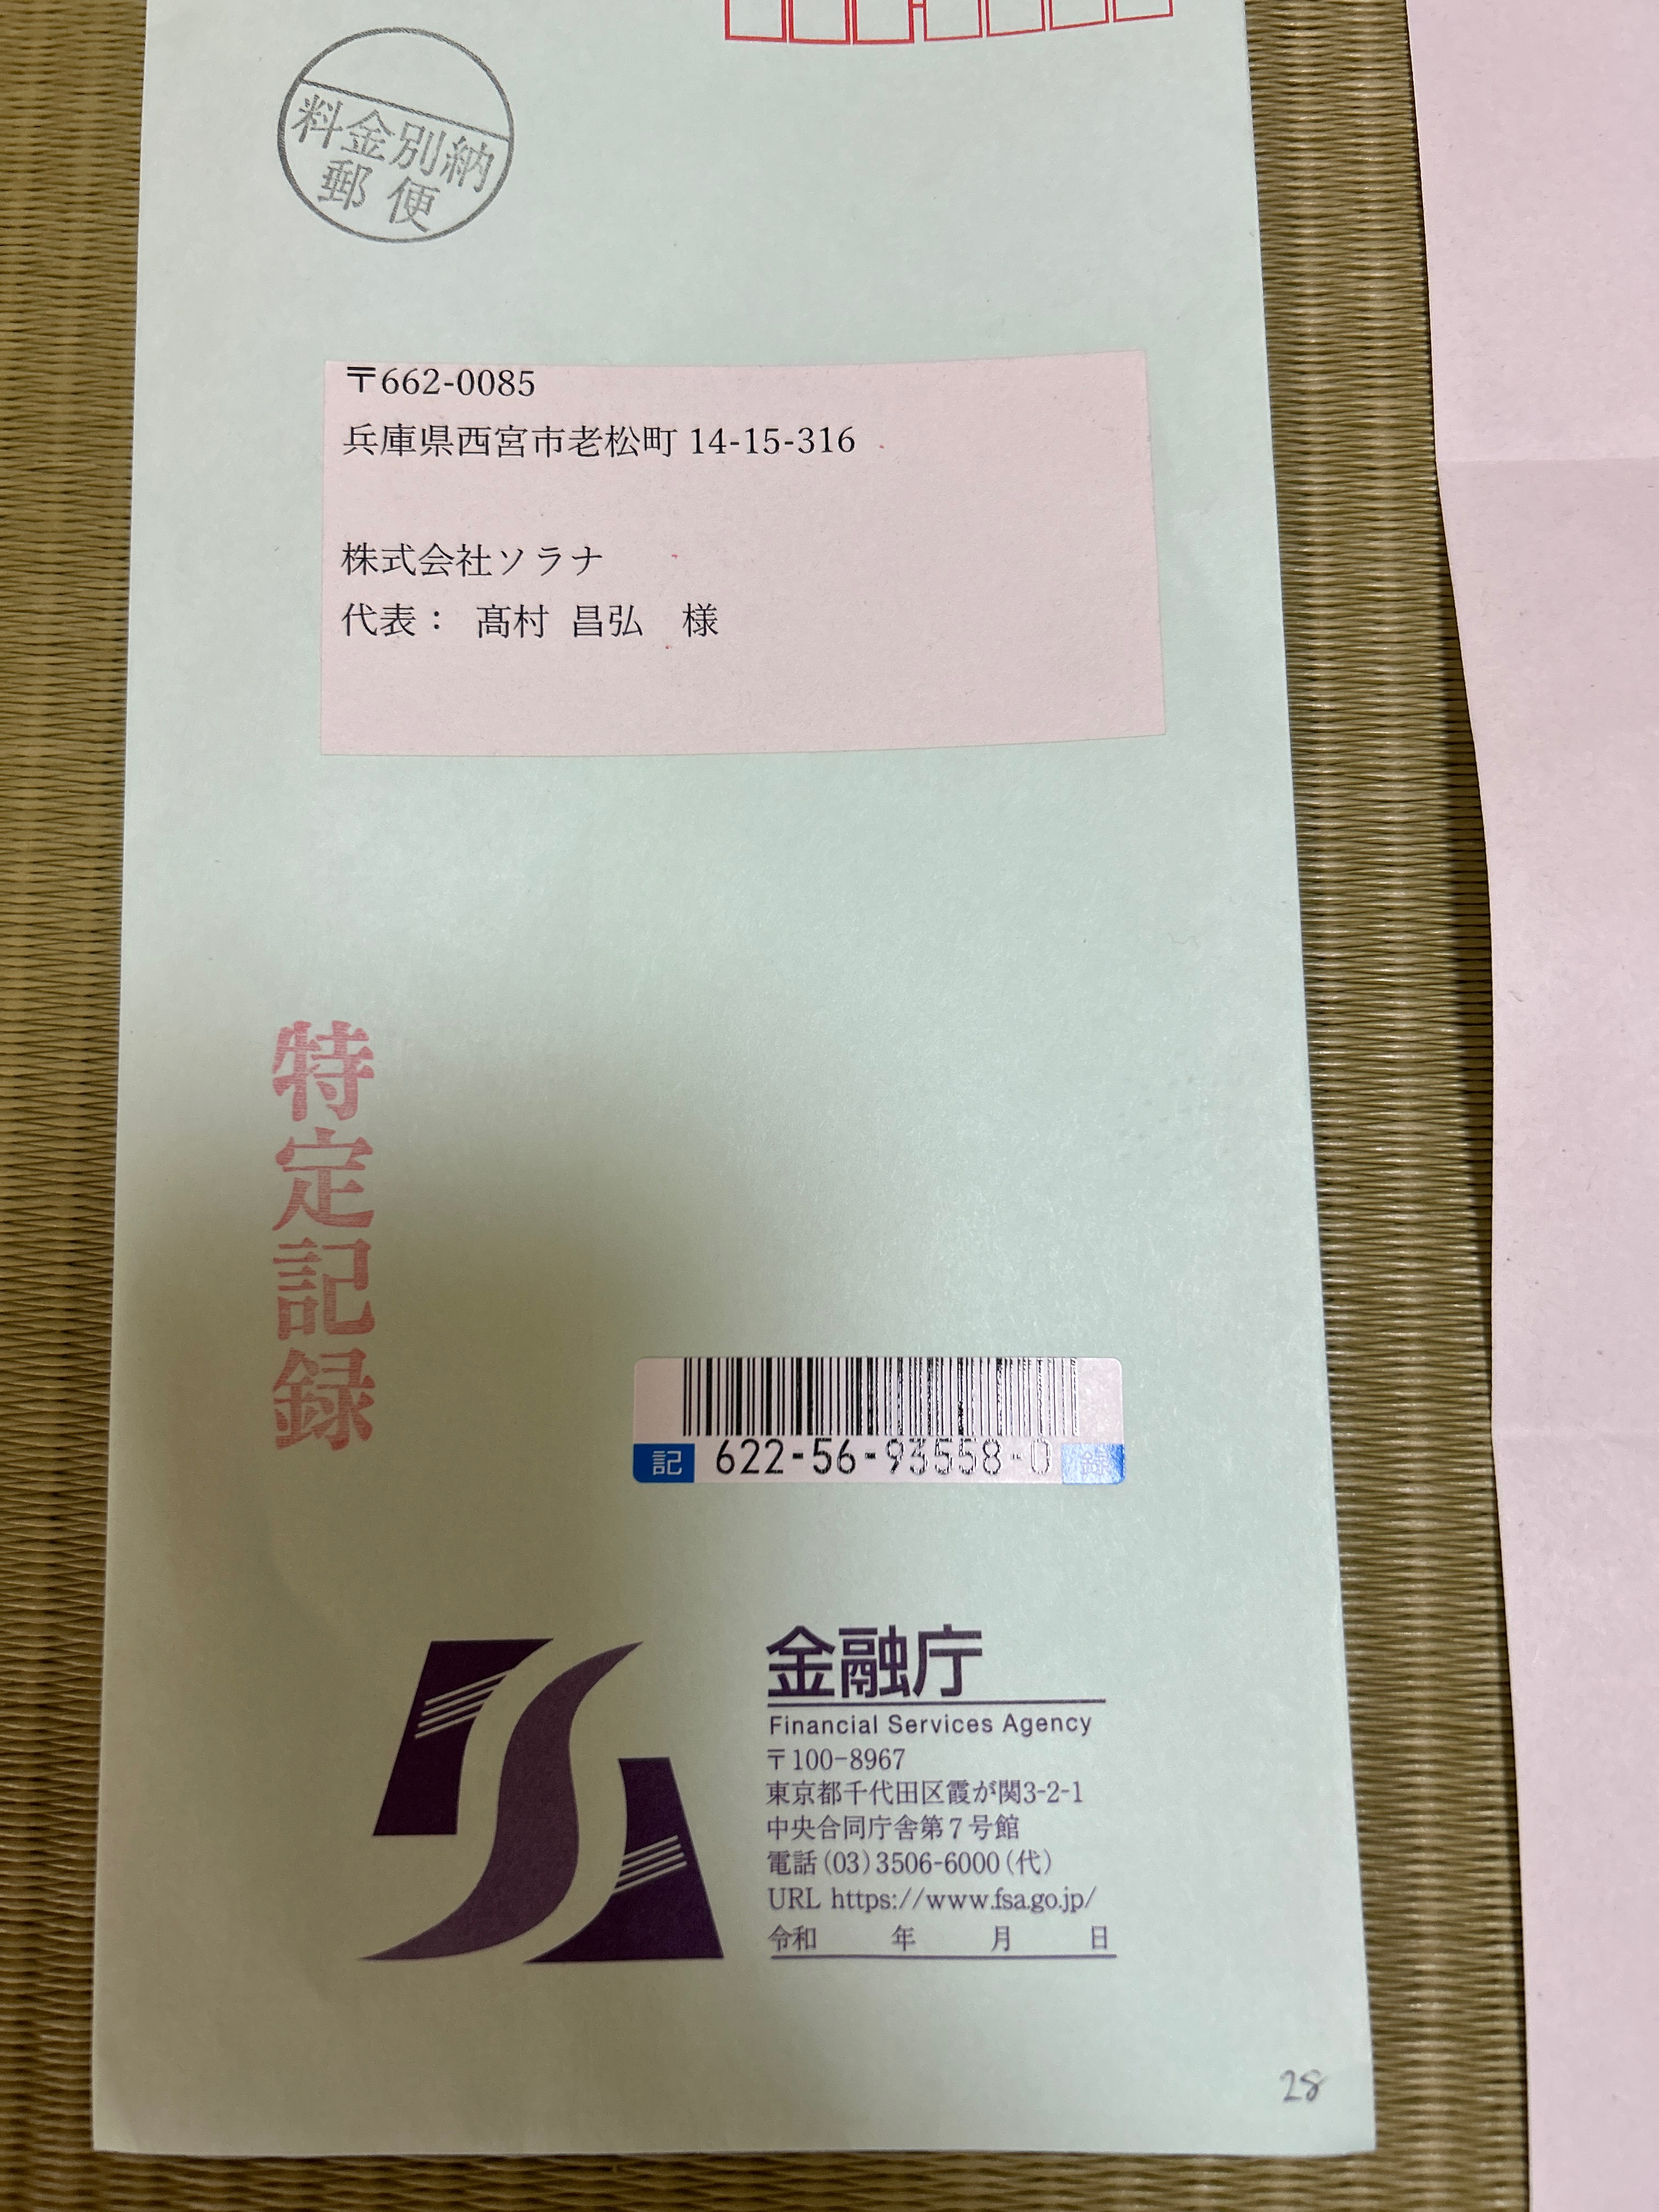 料金別納
郵便
〒662-0085
兵庫県西宮市老松町 14-15-316
株式会社ソラナ
代表： 髙村 昌弘 様
特定記録
記 622-56-93558-0 録
金融庁
Financial Services Agency
〒100-8967
東京都千代田区霞が関3-2-1
中央合同庁舎第７号館
電話(03)3506-6000(代)
URL https://www.fsa.go.jp/
令和 年 月 日
28